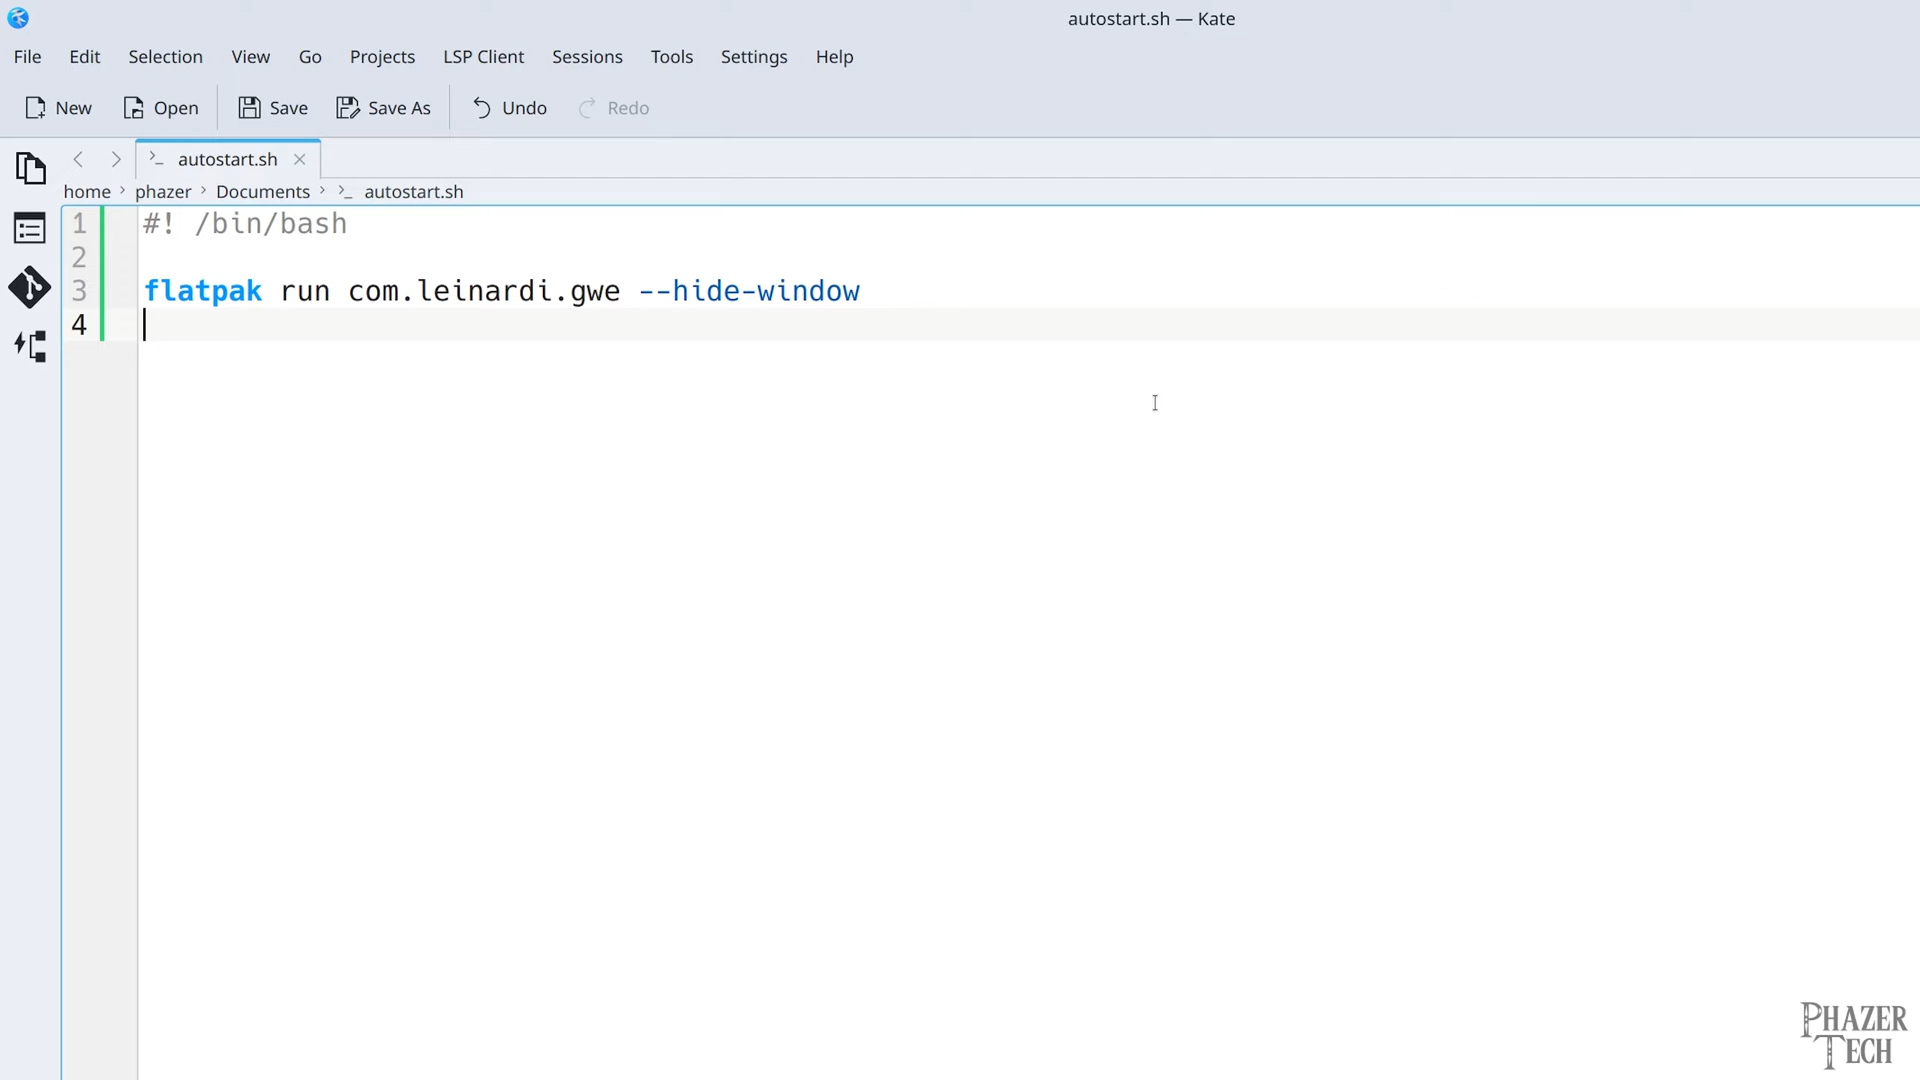 autostart.sh — Kate
File Edit Selection View Go Projects LSP Client Sessions Tools Settings Help
New Open Save Save As Undo Redo
autostart.sh
home phazer Documents autostart.sh
1 #! /bin/bash
2
3 flatpak run com.leinardi.gwe --hide-window
4
PHAZER
TECH